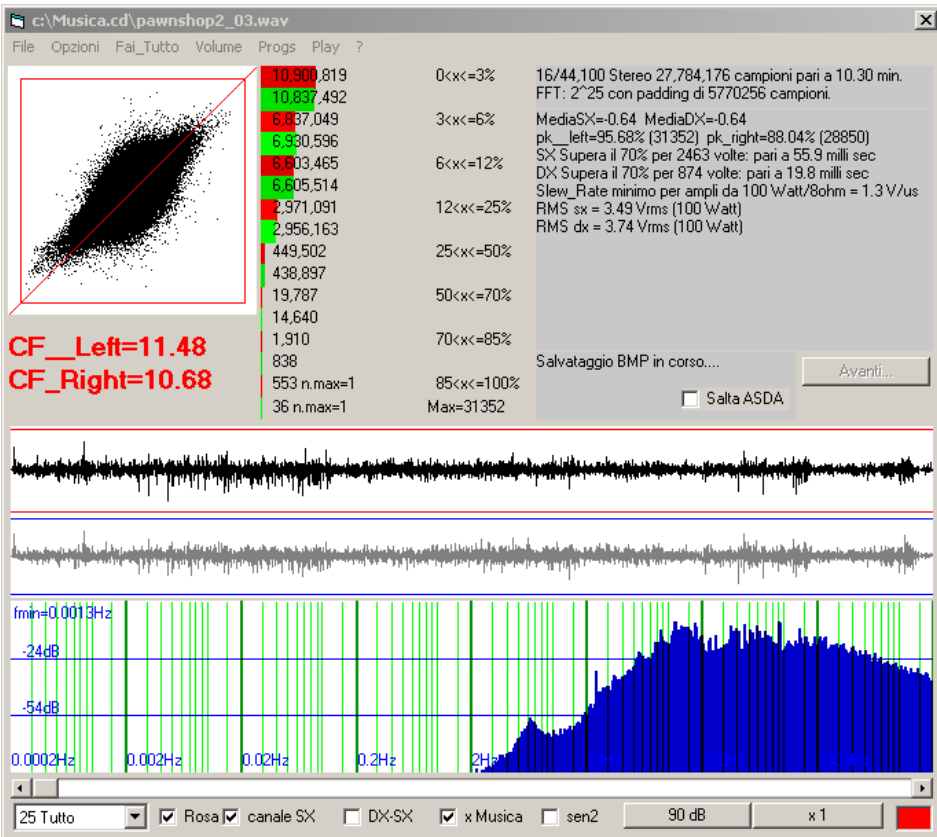 c:\Musica.cd\pawnshop2_03.wav
File Opzioni Fai_Tutto Volume Progs Play ?
10,900,819 0<x<=3%
10,837,492
6,837,049 3<x<=6%
6,930,596
6,603,465 6<x<=12%
6,605,514
2,971,091 12<x<=25%
2,956,163
449,502 25<x<=50%
438,897
19,787 50<x<=70%
14,640
1,910 70<x<=85%
838
553 n.max=1 85<x<=100%
36 n.max=1 Max=31352
CF__Left=11.48
CF_Right=10.68
16/44,100 Stereo 27,784,176 campioni pari a 10.30 min.
FFT: 2^25 con padding di 5770256 campioni.
MediaSX=-0.64 MediaDX=-0.64
pk__left=95.68% (31352) pk_right=88.04% (28850)
SX Supera il 70% per 2463 volte: pari a 55.9 milli sec
DX Supera il 70% per 874 volte: pari a 19.8 milli sec
Slew_Rate minimo per ampli da 100 Watt/8ohm = 1.3 V/us
RMS sx = 3.49 Vrms (100 Watt)
RMS dx = 3.74 Vrms (100 Watt)
Salvataggio BMP in corso....
Avanti...
Salta ASDA
fmin=0.0013Hz
-24dB
-54dB
0.0002Hz 0.002Hz 0.02Hz 0.2Hz 2Hz
25 Tutto Rosa canale SX DX-SX x Musica sen2 90 dB x 1